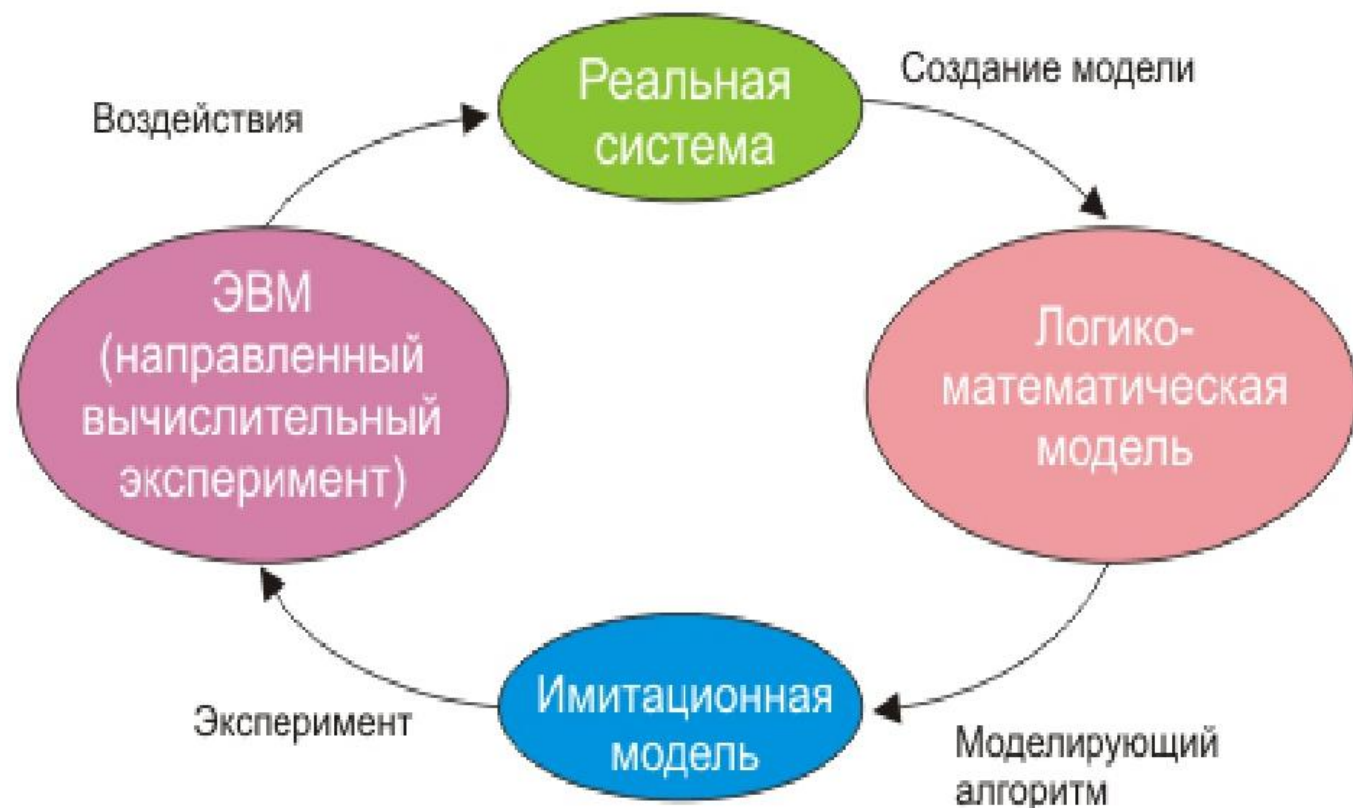 Реальная
система
Создание модели
Воздействия
ЭВМ
(направленный
вычислительный
эксперимент)
Логико-
математическая
модель
Имитационная
модель
Эксперимент
Моделирующий
алгоритм